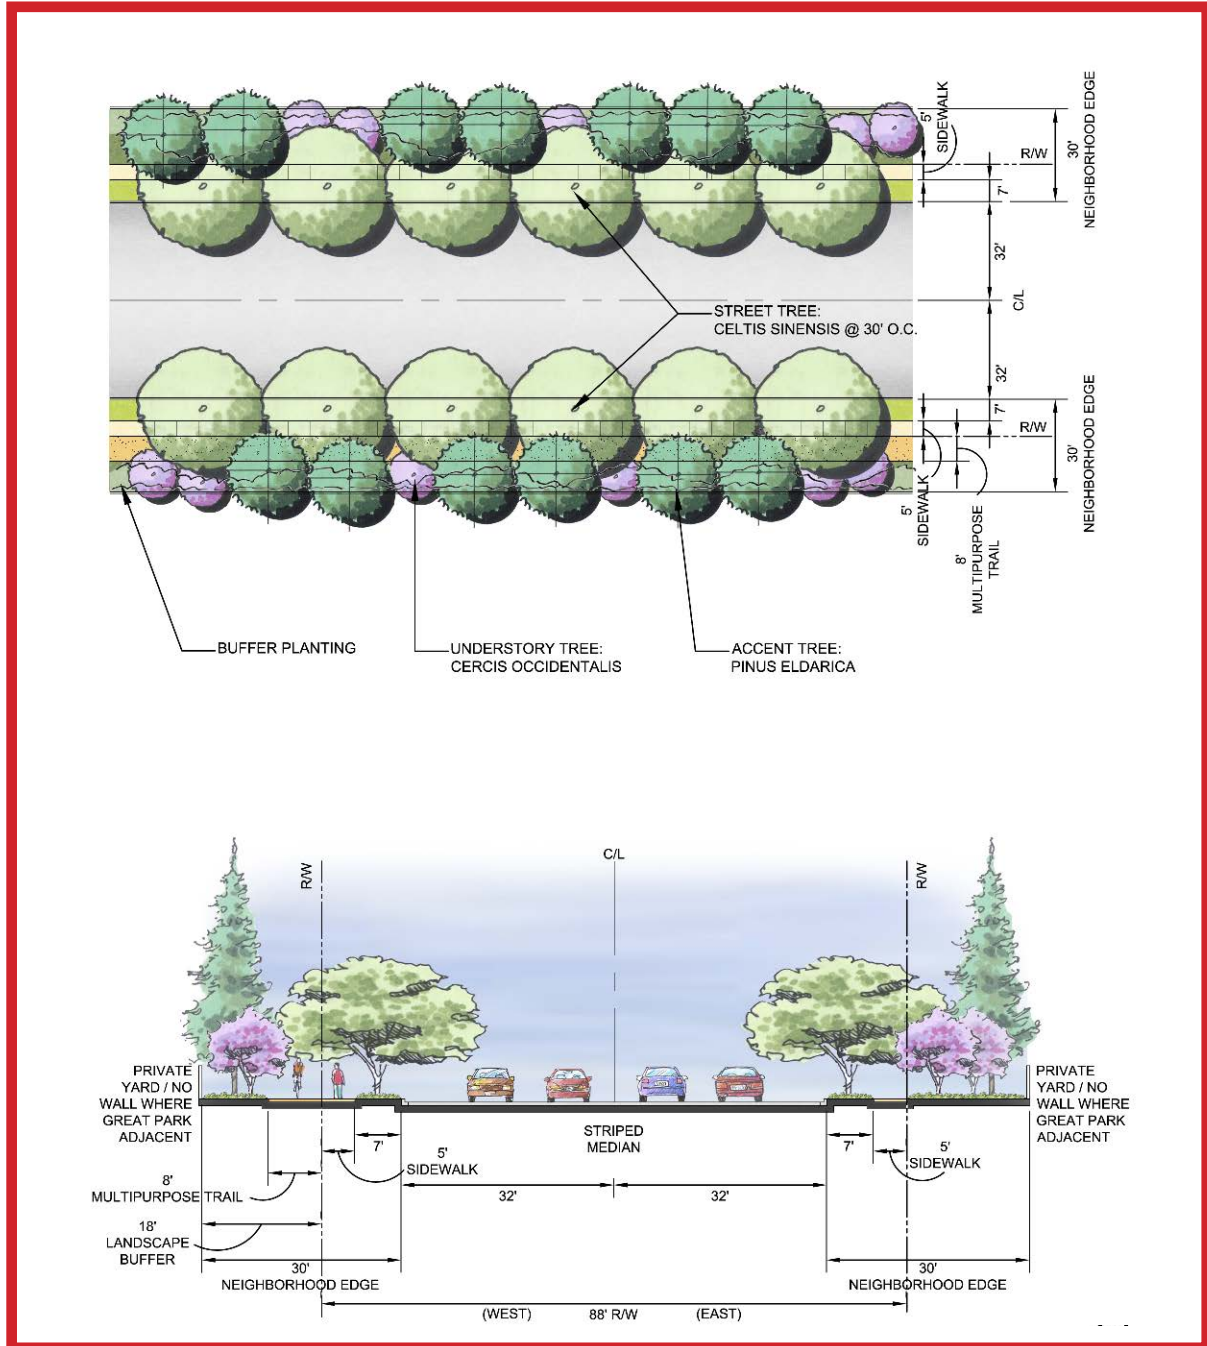 5'
SIDEWALK
R/W
7'
30'
NEIGHBORHOOD EDGE
32'
C/L
STREET TREE:
CELTIS SINENSIS @ 30' O.C.
32'
7'
R/W
30'
NEIGHBORHOOD EDGE
5'
SIDEWALK
8'
MULTIPURPOSE
TRAIL
BUFFER PLANTING
UNDERSTORY TREE:
CERCIS OCCIDENTALIS
ACCENT TREE:
PINUS ELDARICA
C/L
R/W
R/W
PRIVATE
YARD / NO
WALL WHERE
GREAT PARK
ADJACENT
PRIVATE
YARD / NO
WALL WHERE
GREAT PARK
ADJACENT
STRIPED
MEDIAN
7'
5'
SIDEWALK
7'
5'
SIDEWALK
8'
MULTIPURPOSE TRAIL
32'
32'
18'
LANDSCAPE
BUFFER
30'
NEIGHBORHOOD EDGE
30'
NEIGHBORHOOD EDGE
(WEST) 88' R/W (EAST)